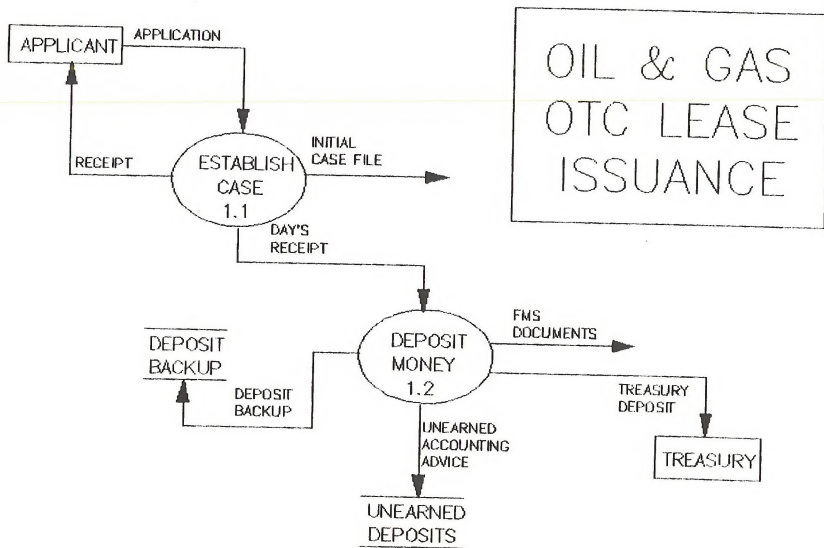 APPLICANT
APPLICATION
OIL & GAS
OTC LEASE
ISSUANCE
RECEIPT
ESTABLISH
CASE
1.1
INITIAL
CASE FILE
DAY'S
RECEIPT
DEPOSIT
BACKUP
DEPOSIT
MONEY
1.2
FMS
DOCUMENTS
DEPOSIT
BACKUP
TREASURY
DEPOSIT
UNEARNED
ACCOUNTING
ADVICE
TREASURY
UNEARNED
DEPOSITS